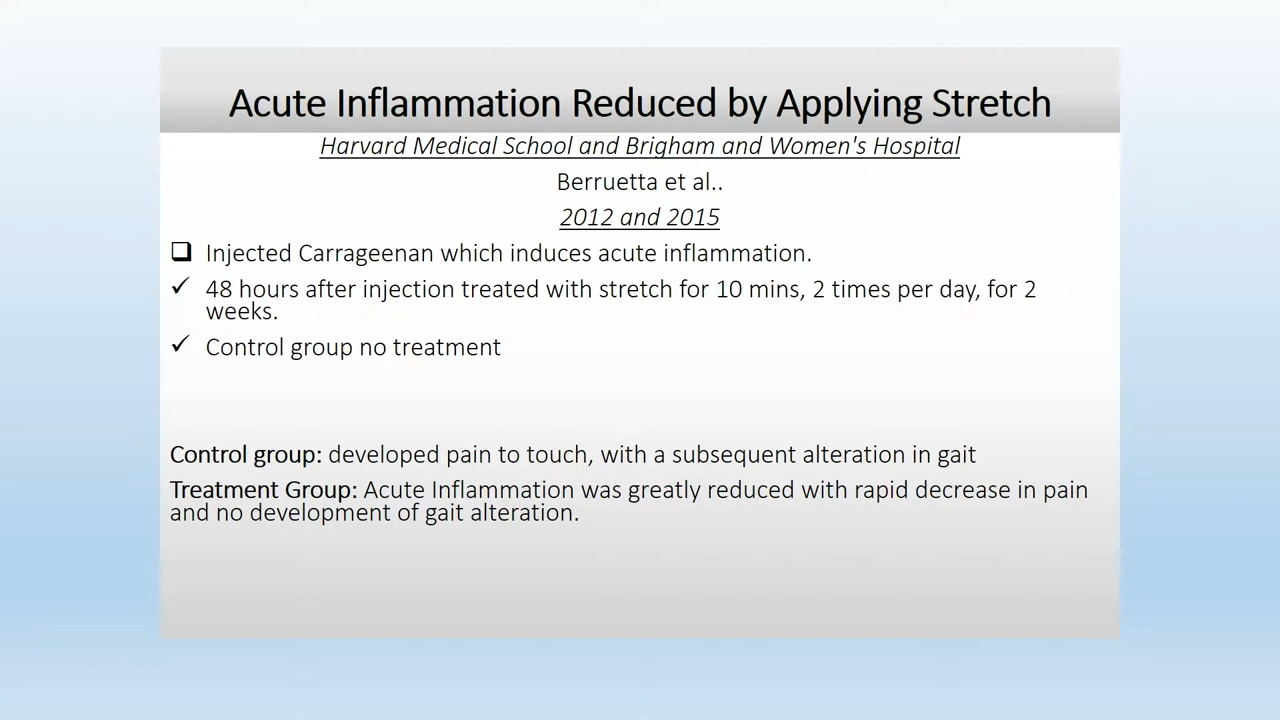 Acute Inflammation Reduced by Applying Stretch
Harvard Medical School and Brigham and Women's Hospital
Berruetta et al..
2012 and 2015
Injected Carrageenan which induces acute inflammation.
48 hours after injection treated with stretch for 10 mins, 2 times per day, for 2
weeks.
Control group no treatment
Control group: developed pain to touch, with a subsequent alteration in gait
Treatment Group: Acute Inflammation was greatly reduced with rapid decrease in pain
and no development of gait alteration.